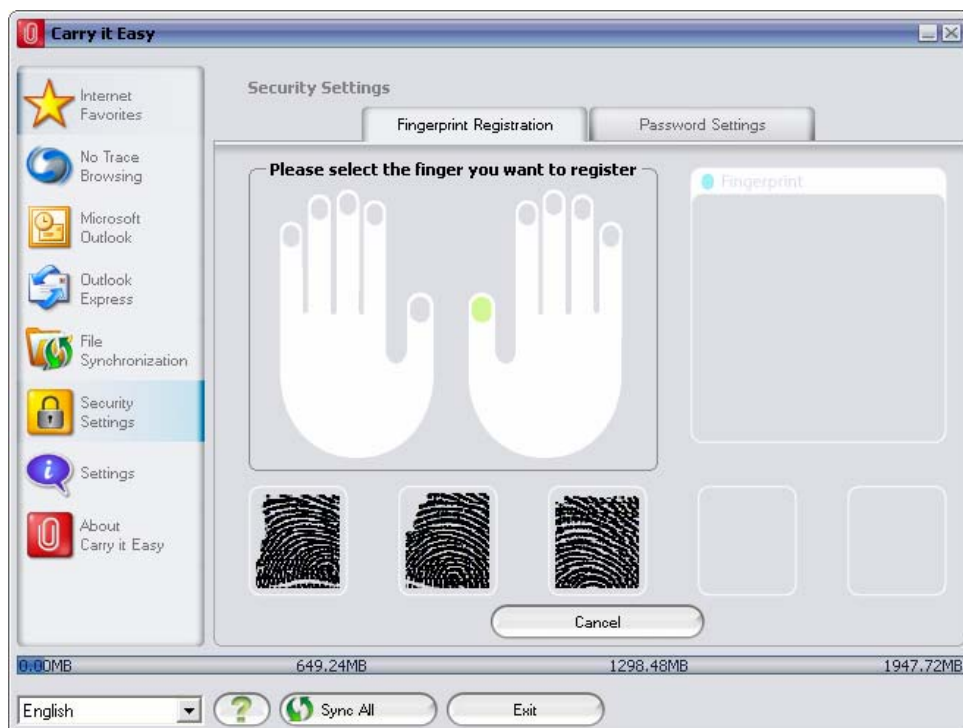 Carry it Easy
Internet
Favorites
No Trace
Browsing
Microsoft
Outlook
Outlook
Express
File
Synchronization
Security
Settings
Settings
About
Carry it Easy
Security Settings
Fingerprint Registration
Password Settings
Please select the finger you want to register
Fingerprint
Cancel
0.00MB 649.24MB 1298.48MB 1947.72MB
English
Sync All
Exit